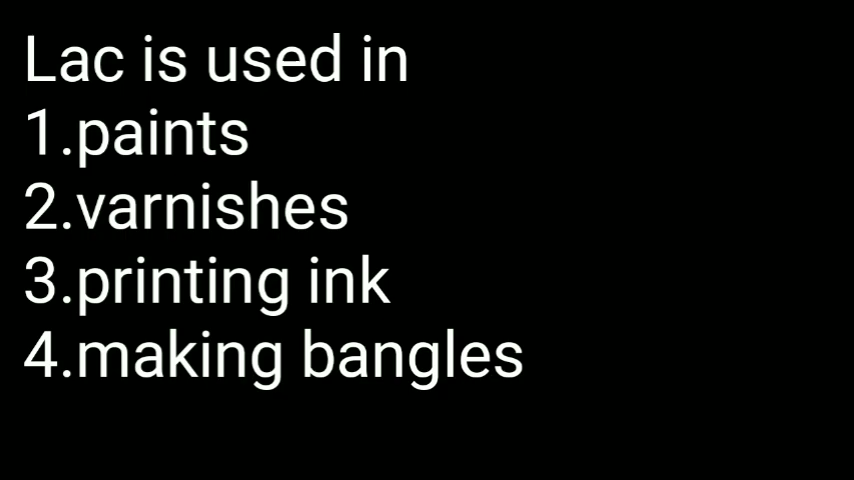 Lac is used in
1.paints
2.varnishes
3.printing ink
4.making bangles